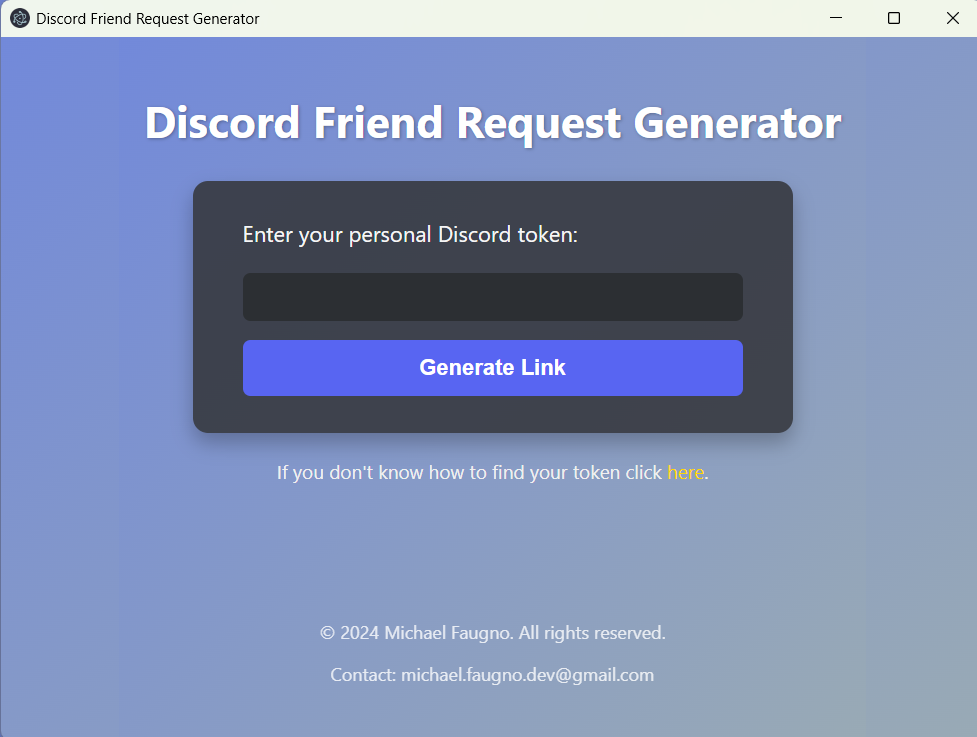 Discord Friend Request Generator
Discord Friend Request Generator
Enter your personal Discord token:
Generate Link
If you don't know how to find your token click here.
© 2024 Michael Faugno. All rights reserved.
Contact: michael.faugno.dev@gmail.com